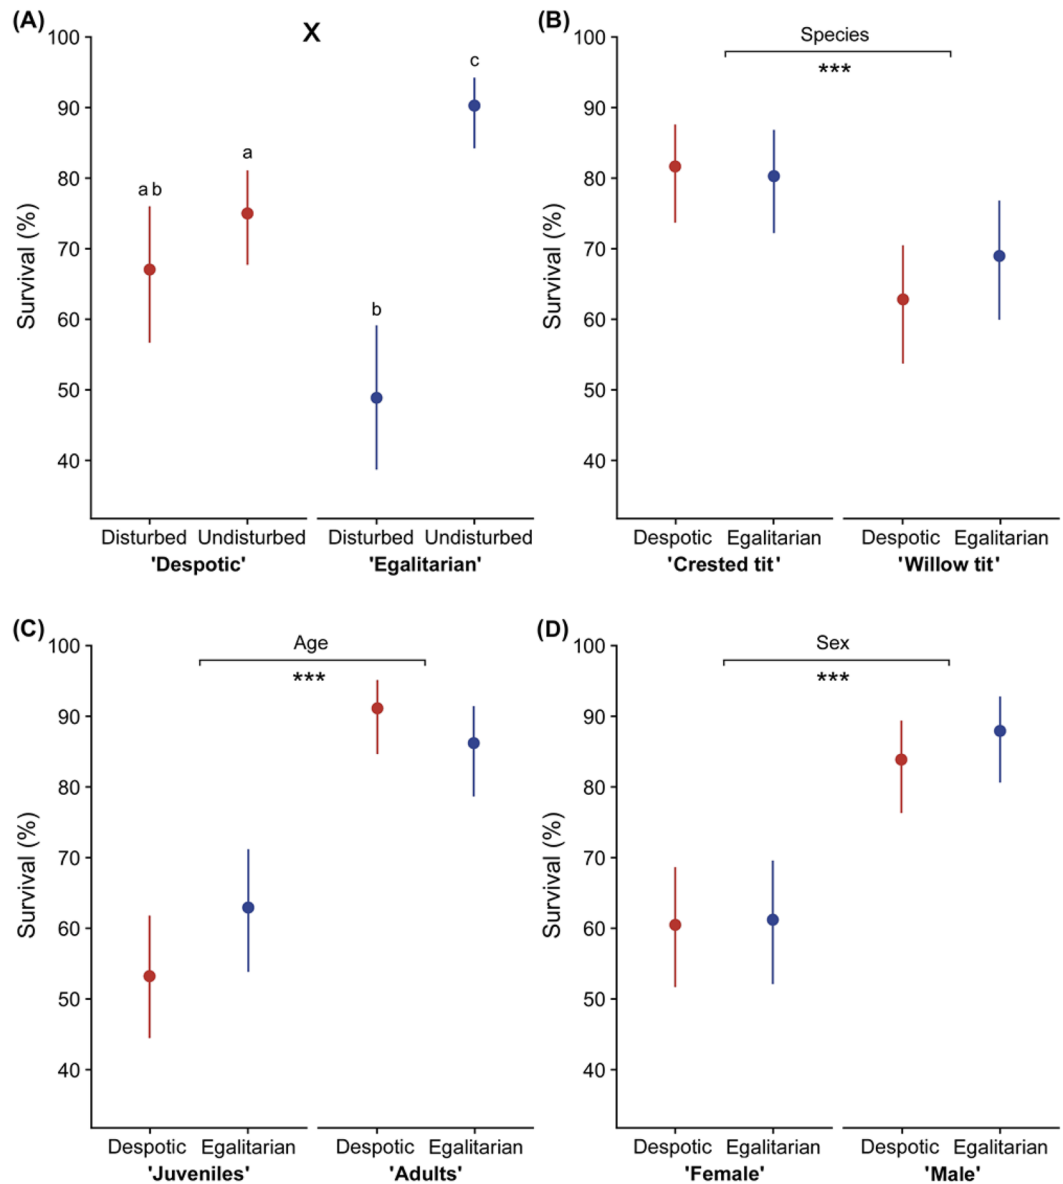 (A)
X
100
90
80
70
60
50
40
Survival (%)
a b
a
b
c
Disturbed Undisturbed Disturbed Undisturbed
'Despotic' 'Egalitarian'
(B)
Species
***
100
90
80
70
60
50
40
Survival (%)
Despotic Egalitarian Despotic Egalitarian
'Crested tit' 'Willow tit'
(C)
Age
***
100
90
80
70
60
50
40
Survival (%)
Despotic Egalitarian Despotic Egalitarian
'Juveniles' 'Adults'
(D)
Sex
***
100
90
80
70
60
50
40
Survival (%)
Despotic Egalitarian Despotic Egalitarian
'Female' 'Male'